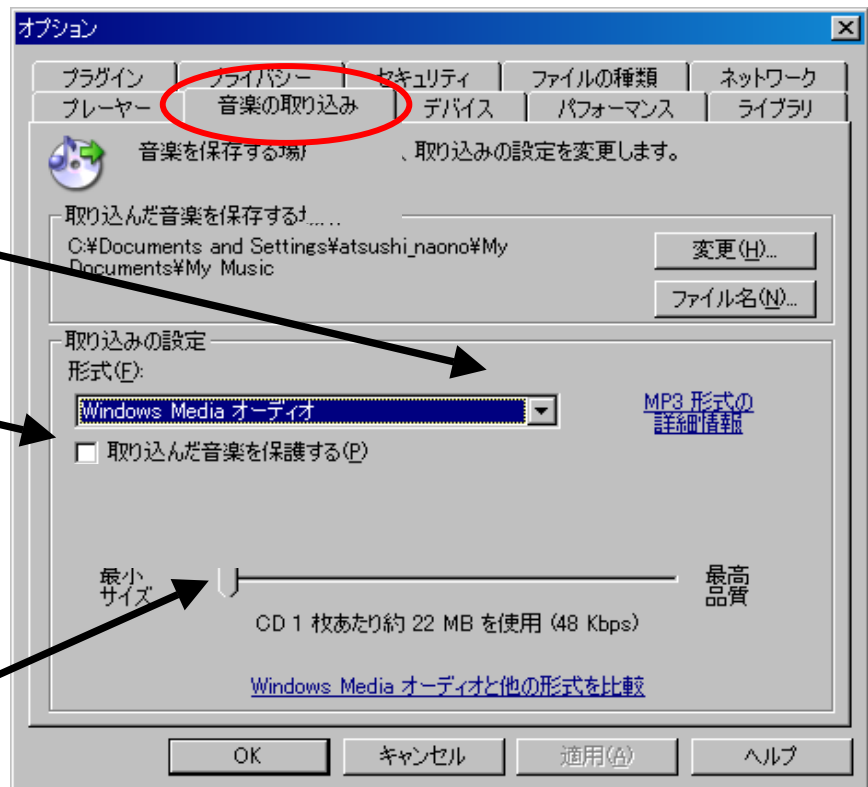 オプション
プラグイン プライバシー セキュリティ ファイルの種類 ネットワーク
プレーヤー 音楽の取り込み デバイス パフォーマンス ライブラリ
音楽を保存する場 、取り込みの設定を変更します。
取り込んだ音楽を保存する
C:¥Documents and Settings¥atsushi_naono¥My
Documents¥My Music
変更(H)...
ファイル名(N)...
取り込みの設定
形式(F):
Windows Media オーディオ
MP3 形式の
詳細情報
取り込んだ音楽を保護する(P)
最小
サイズ
最高
品質
CD 1 枚あたり約 22 MB を使用 (48 Kbps)
Windows Media オーディオと他の形式を比較
OK キャンセル 適用(A) ヘルプ